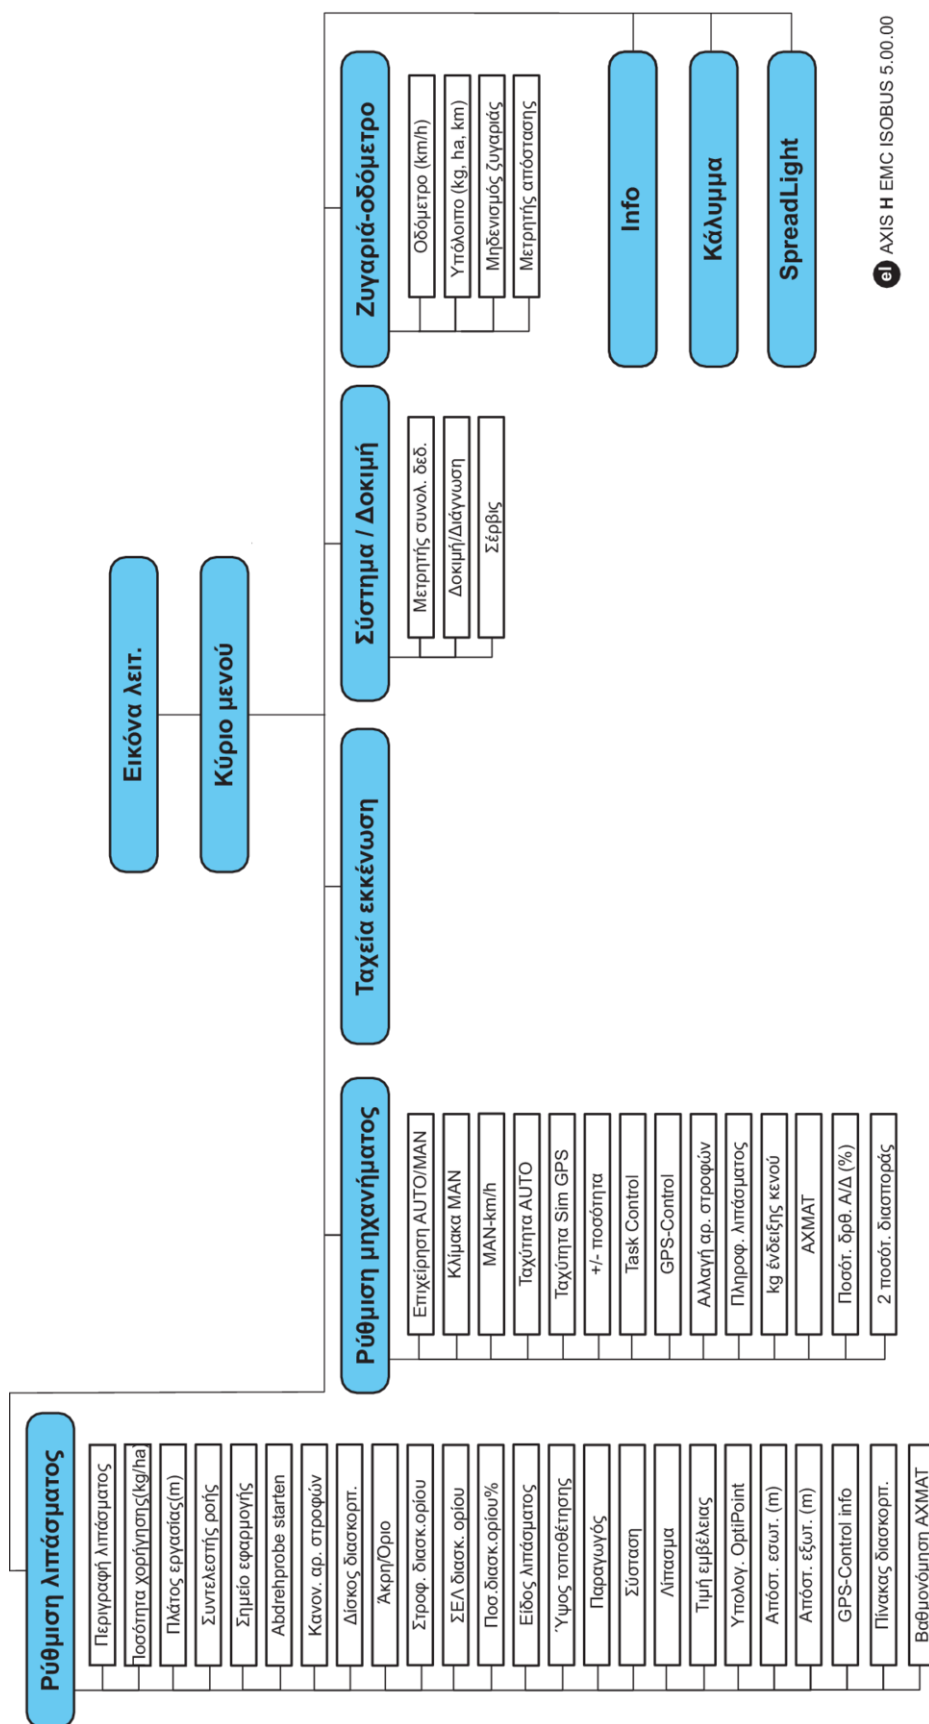 Εικόνα λειτ.
Κύριο μενού
Ρύθμιση λιπάσματος
Περιγραφή λιπάσματος
Ποσότητα χορήγησης(kg/ha)
Πλάτος εργασίας(m)
Συντελεστής ροής
Σημείο εφαρμογής
Abdrehprobe starten
Κανον. αρ. στροφών
Δίσκος διασκορπ.
Άκρη/Όριο
Στροφ. διασκ.ορίου
ΣΕΛ διασκ. ορίου
Ποσ.διασκ.ορίου%
Είδος λιπάσματος
Ύψος τοποθέτησης
Παραγωγός
Σύσταση
Λίπασμα
Τιμή εμβέλειας
Υπολογ. OptiPoint
Απόστ. εσωτ. (m)
Απόστ. εξωτ. (m)
GPS-Control info
Πίνακας διασκορπ.
Βαθμονόμηση AXMAT
Ρύθμιση μηχανήματος
Επιχείρηση AUTO/MAN
Κλίμακα MAN
MAN-km/h
Ταχύτητα AUTO
Ταχύτητα Sim GPS
+/- ποσότητα
Task Control
GPS-Control
Αλλαγή αρ. στροφών
Πληροφ. λιπάσματος
kg ένδειξης κενού
AXMAT
Ποσότ. δρθ. Α/Δ (%)
2 ποσότ. διασποράς
Ταχεία εκκένωση
Σύστημα / Δοκιμή
Μετρητής συνολ. δεδ.
Δοκιμή/Διάγνωση
Σέρβις
Ζυγαριά-οδόμετρο
Οδόμετρο (km/h)
Υπόλοιπο (kg, ha, km)
Μηδενισμός ζυγαριάς
Μετρητής απόστασης
Info
Κάλυμμα
SpreadLight
el AXIS H EMC ISOBUS 5.00.00